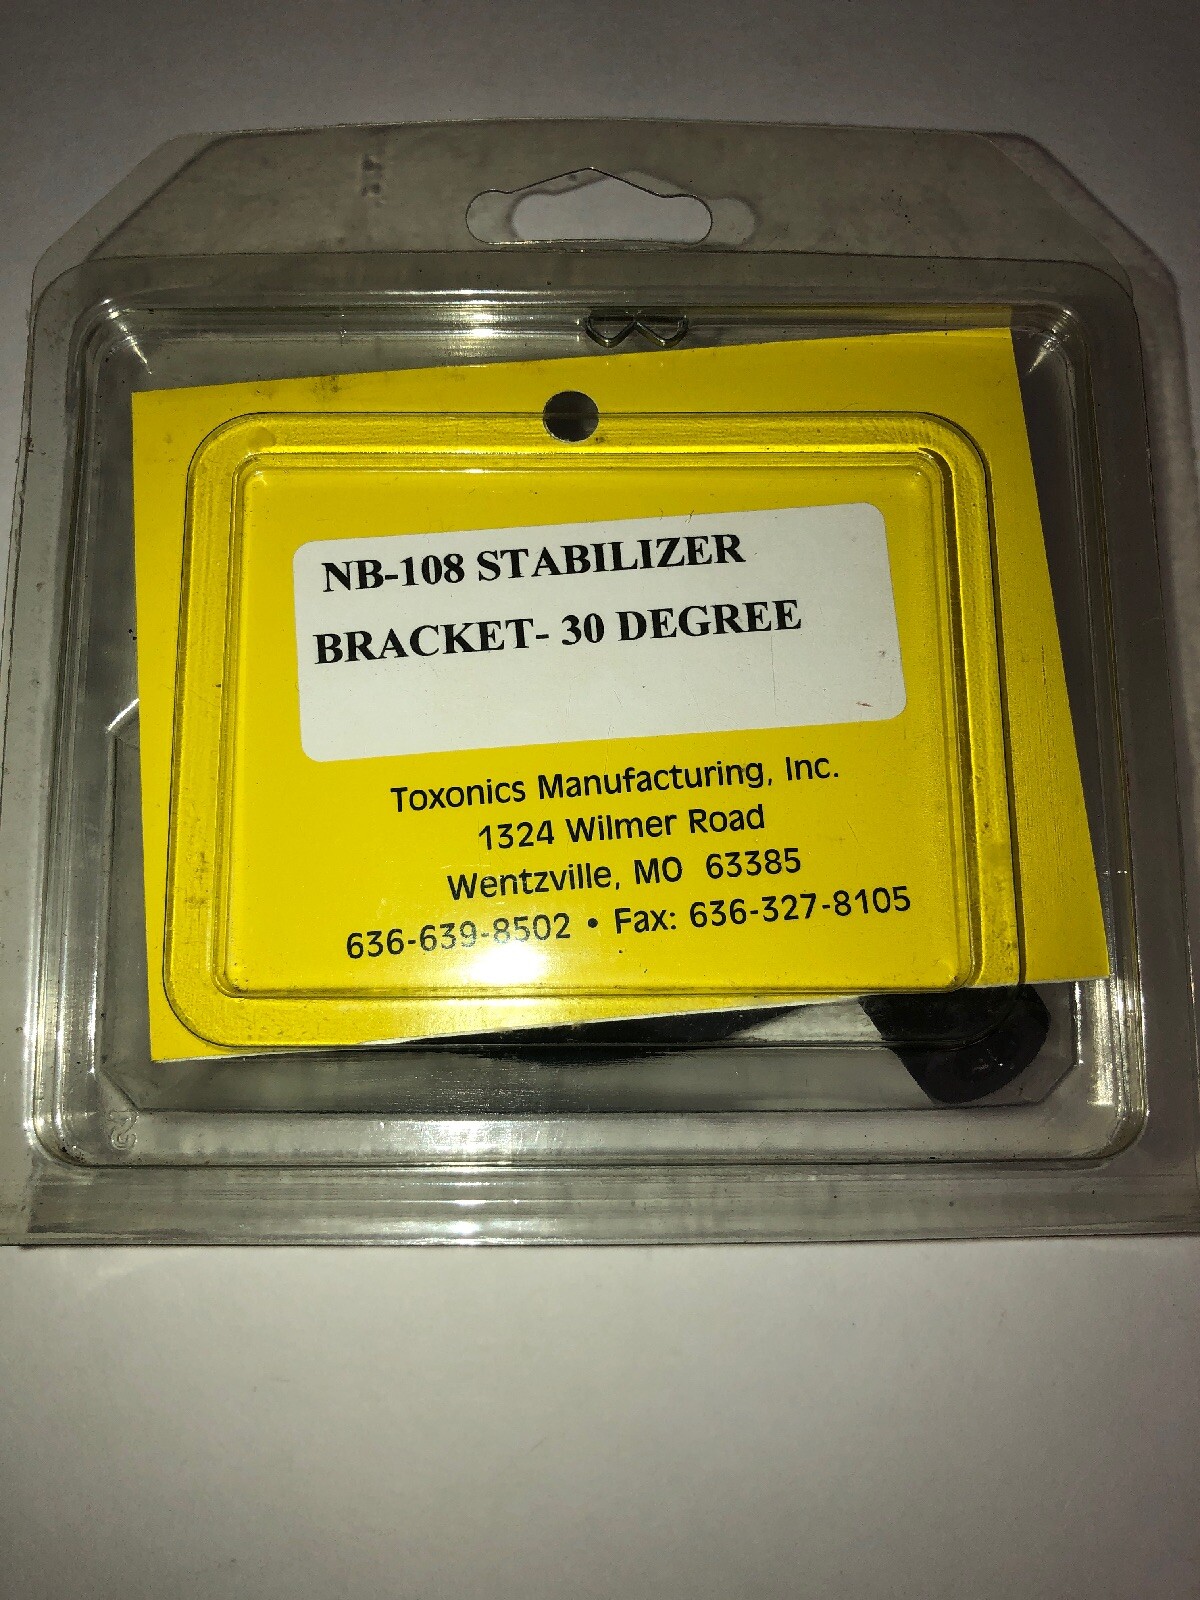 NB-108 STABILIZER
BRACKET- 30 DEGREE
Toxonics Manufacturing, Inc.
1324 Wilmer Road
Wentzville, MO 63385
636-639-8502 • Fax: 636-327-8105